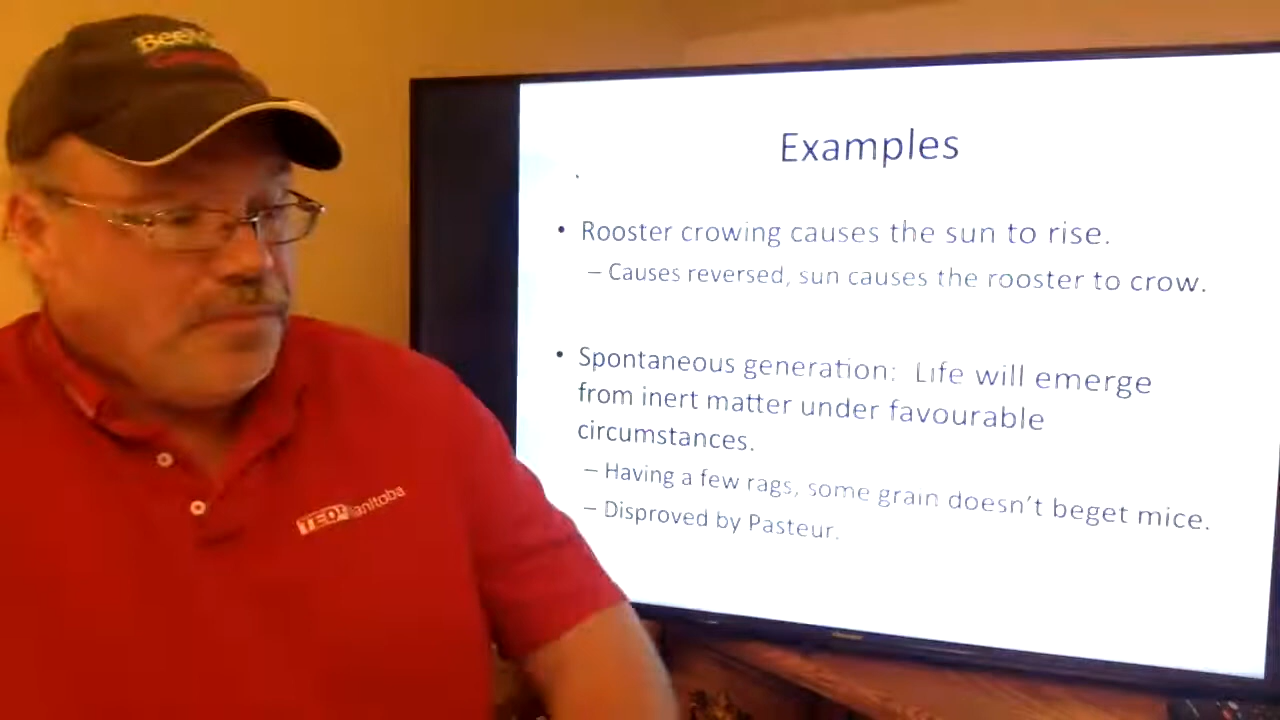 Examples
• Rooster crowing causes the sun to rise.
– Causes reversed, sun causes the rooster to crow.
• Spontaneous generation: Life will emerge
from inert matter under favourable
circumstances.
– Having a few rags, some grain doesn't beget mice.
– Disproved by Pasteur.
TEDx Manitoba